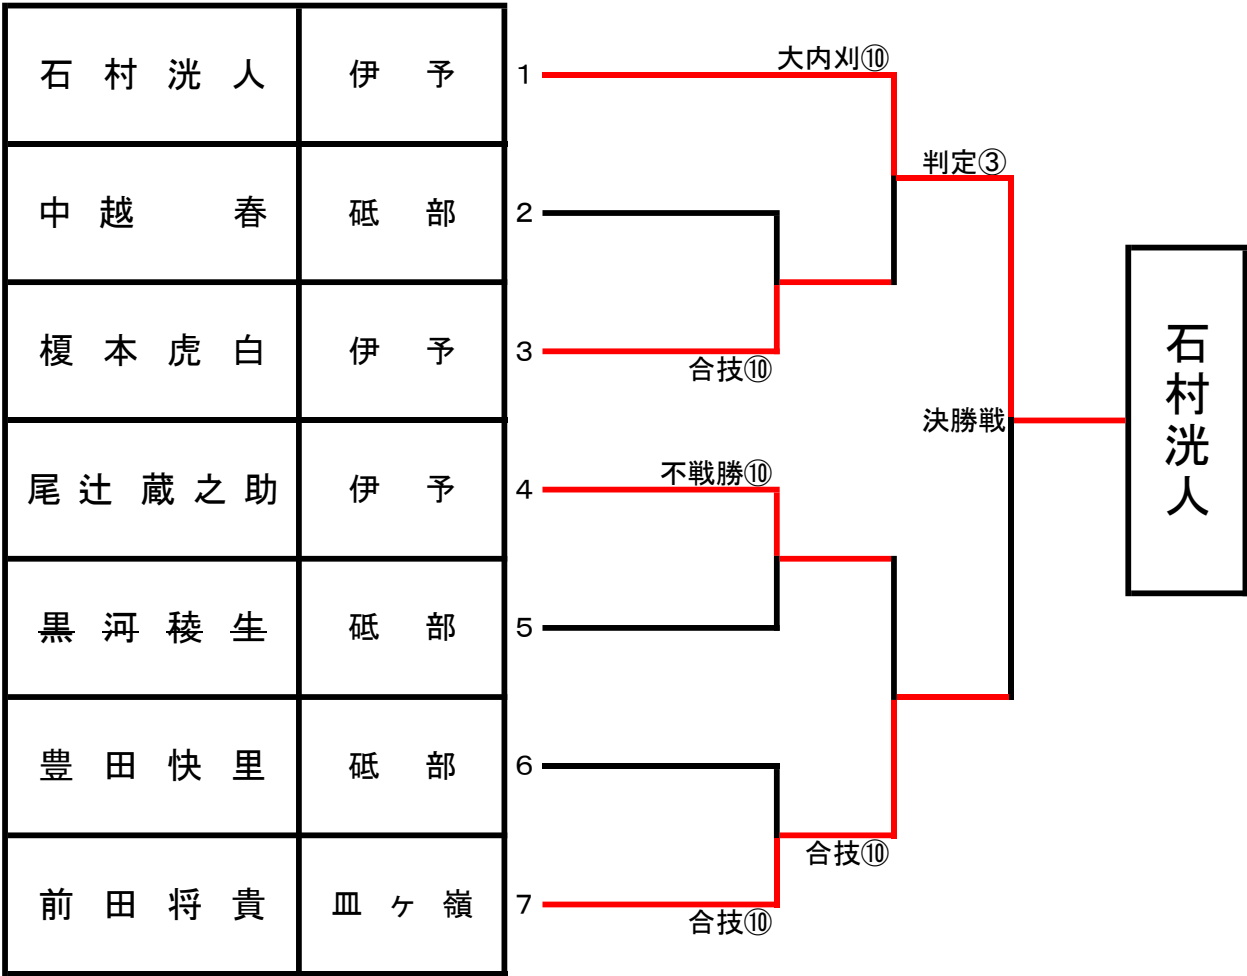 石村洸人 伊予 1
大内刈⑩
判定③
中越 春 砥部 2
榎本虎白 伊予 3
合技⑩
決勝戦
石村洸人
不戦勝⑩
尾辻蔵之助 伊予 4
黒河稜生 砥部 5
豊田快里 砥部 6
合技⑩
前田将貴 皿ヶ嶺 7
合技⑩